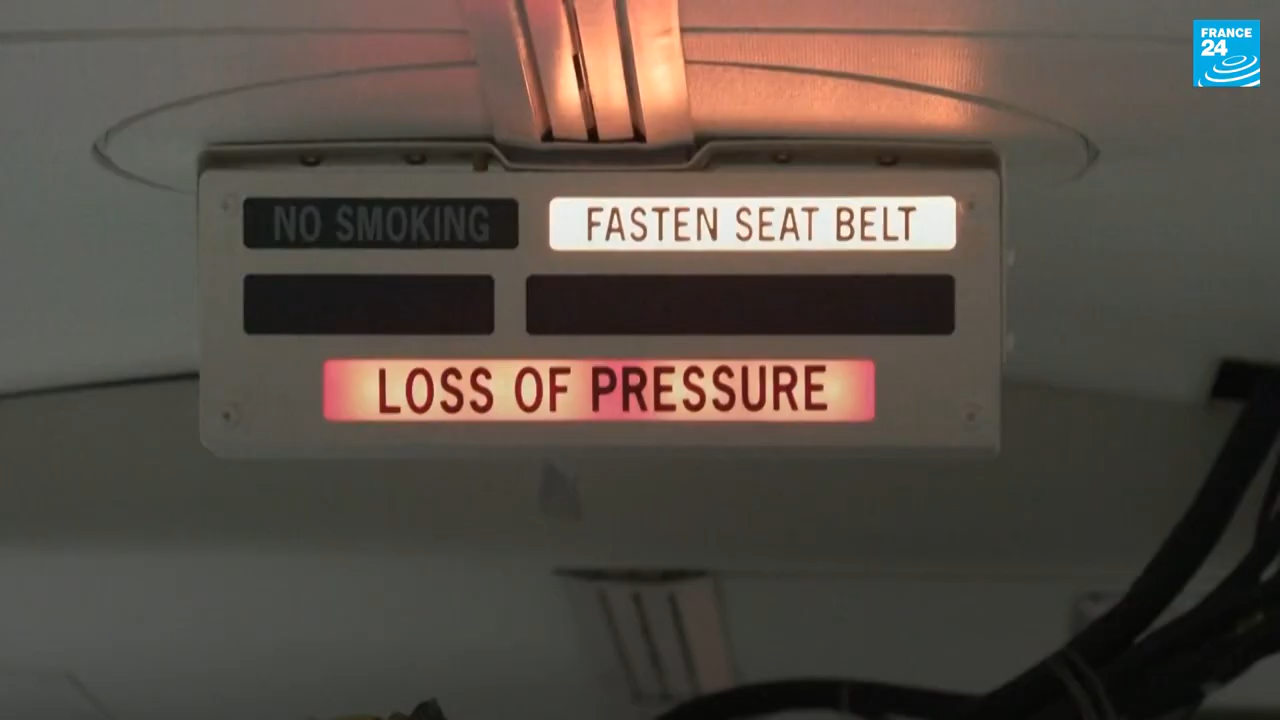 FRANCE
24
NO SMOKING
FASTEN SEAT BELT
LOSS OF PRESSURE